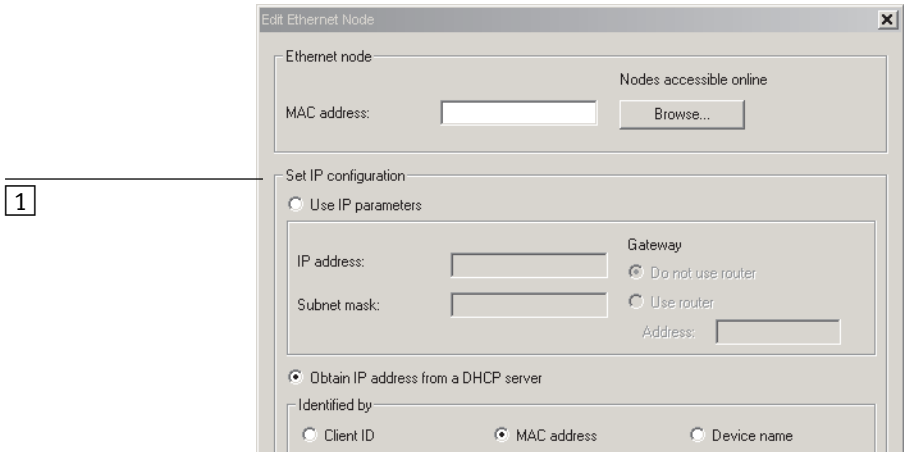 Edit Ethernet Node
Ethernet node
Nodes accessible online
MAC address:
Browse...
1
Set IP configuration
Use IP parameters
Gateway
IP address:
Do not use router
Subnet mask:
Use router
Address:
Obtain IP address from a DHCP server
Identified by
Client ID MAC address Device name